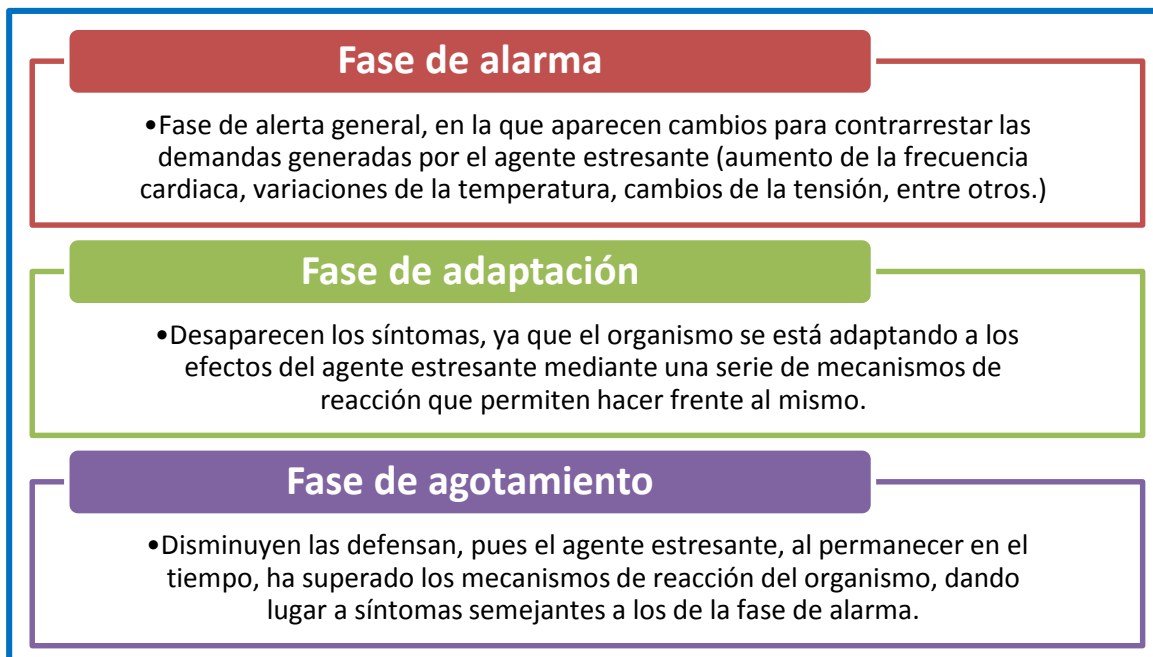 Fase de alarma
•Fase de alerta general, en la que aparecen cambios para contrarrestar las
demandas generadas por el agente estresante (aumento de la frecuencia
cardiaca, variaciones de la temperatura, cambios de la tensión, entre otros.)
Fase de adaptación
•Desaparecen los síntomas, ya que el organismo se está adaptando a los
efectos del agente estresante mediante una serie de mecanismos de
reacción que permiten hacer frente al mismo.
Fase de agotamiento
•Disminuyen las defensan, pues el agente estresante, al permanecer en el
tiempo, ha superado los mecanismos de reacción del organismo, dando
lugar a síntomas semejantes a los de la fase de alarma.